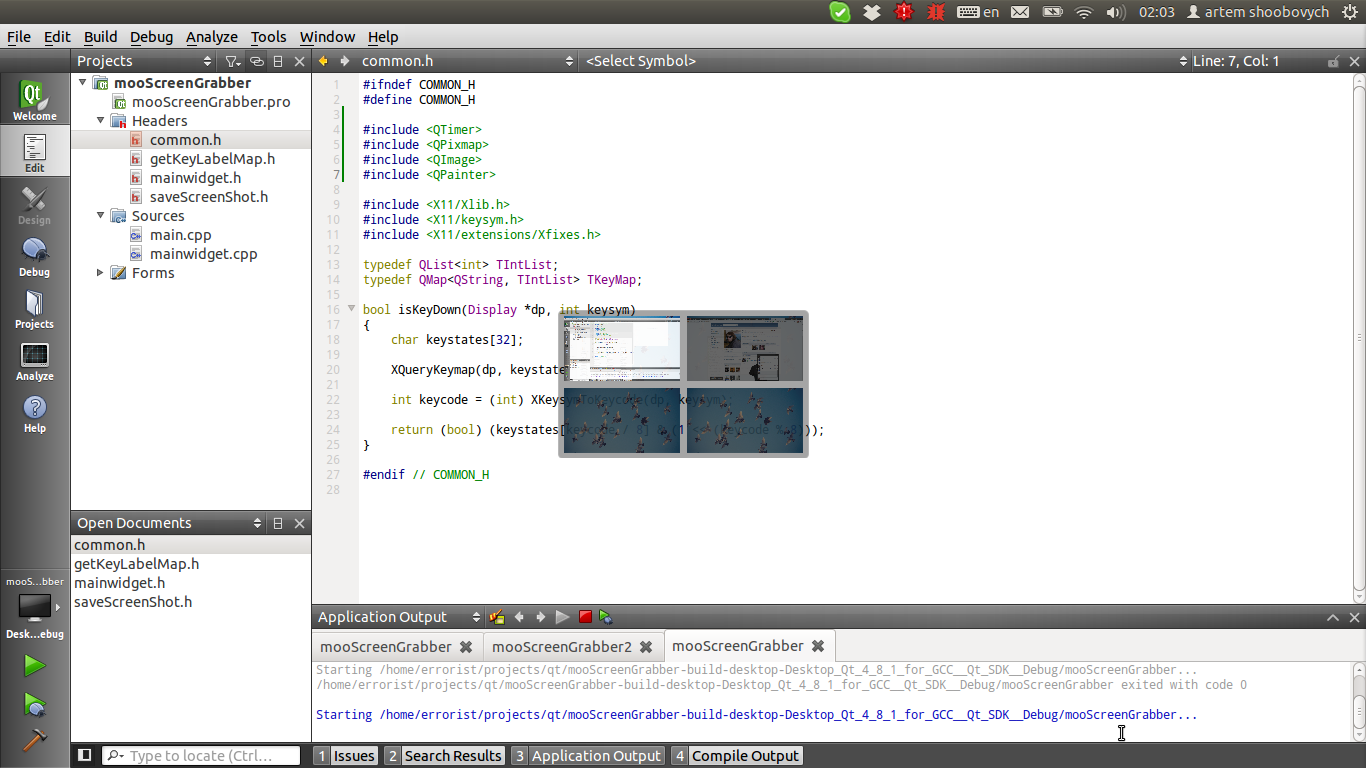 en
02:03
artem shoobovych
File Edit Build Debug Analyze Tools Window Help
Projects
common.h
<Select Symbol>
Line: 7, Col: 1
Qt
Welcome
Edit
Design
Debug
Projects
Analyze
Help
mooS...bber
Desk...ebug
mooScreenGrabber
mooScreenGrabber.pro
Headers
common.h
getKeyLabelMap.h
mainwidget.h
saveScreenShot.h
Sources
main.cpp
mainwidget.cpp
Forms
Open Documents
common.h
getKeyLabelMap.h
mainwidget.h
saveScreenShot.h
1 #ifndef COMMON_H
2 #define COMMON_H
3
4 #include <QTimer>
5 #include <QPixmap>
6 #include <QImage>
7 #include <QPainter>
8
9 #include <X11/Xlib.h>
10 #include <X11/keysym.h>
11 #include <X11/extensions/Xfixes.h>
12
13 typedef QList<int> TIntList;
14 typedef QMap<QString, TIntList> TKeyMap;
15
16 bool isKeyDown(Display *dp, int keysym)
17 {
18 char keystates[32];
19
20 XQueryKeymap(dp, keystate
21
22 int keycode = (int) XKeysymToKeycode(dp, keysym);
23
24 return (bool) (keystates[keycode / 8] & (1 << (keycode % 8)));
25 }
26
27 #endif // COMMON_H
28
Application Output
mooScreenGrabber
mooScreenGrabber2
mooScreenGrabber
Starting /home/errorist/projects/qt/mooScreenGrabber-build-desktop-Desktop_Qt_4_8_1_for_GCC__Qt_SDK__Debug/mooScreenGrabber...
/home/errorist/projects/qt/mooScreenGrabber-build-desktop-Desktop_Qt_4_8_1_for_GCC__Qt_SDK__Debug/mooScreenGrabber exited with code 0
Starting /home/errorist/projects/qt/mooScreenGrabber-build-desktop-Desktop_Qt_4_8_1_for_GCC__Qt_SDK__Debug/mooScreenGrabber...
Type to locate (Ctrl...
1 Issues
2 Search Results
3 Application Output
4 Compile Output